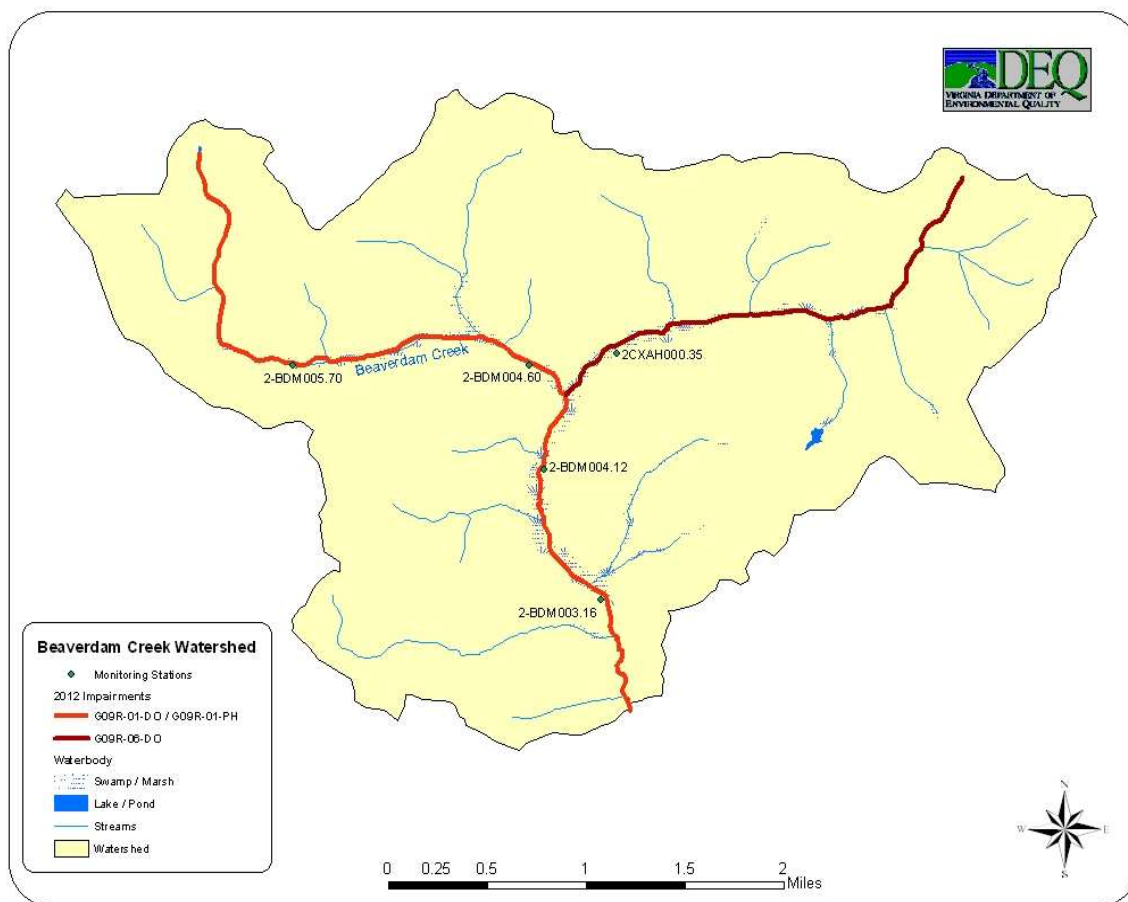 DEQ
VIRGINIA DEPARTMENT OF
ENVIRONMENTAL QUALITY
2CXAH000.35
2-BDM005.70
Beaverdam Creek
2-BDM004.60
2-BDM004.12
2-BDM003.16
Beaverdam Creek Watershed
Monitoring Stations
2012 Impairments
G09R-01-DO / G09R-01-PH
G09R-06-DO
Waterbody
Swamp / Marsh
Lake / Pond
Streams
Watershed
N
W E
S
0 0.25 0.5 1 1.5 2
Miles